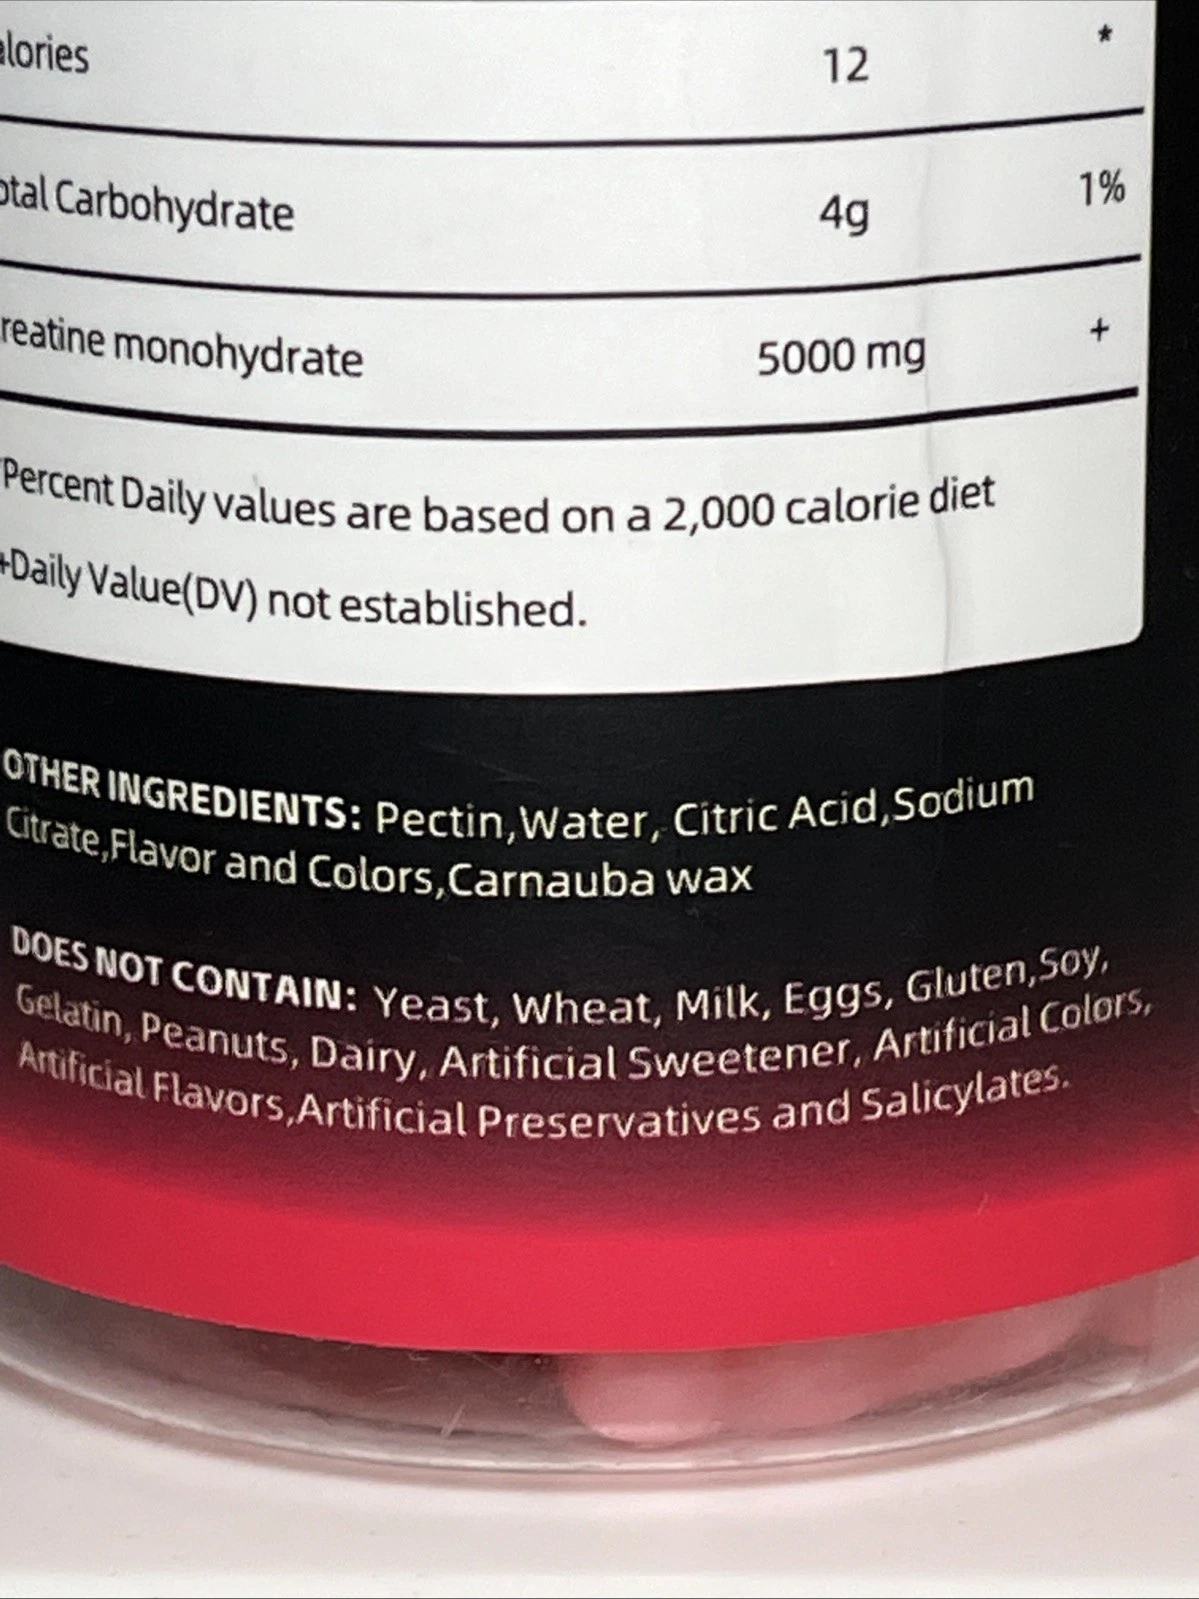 alories 12 *
otal Carbohydrate 4g 1%
reatine monohydrate 5000 mg +
Percent Daily values are based on a 2,000 calorie diet
+Daily Value(DV) not established.
OTHER INGREDIENTS: Pectin,Water, Citric Acid,Sodium
Citrate,Flavor and Colors,Carnauba wax
DOES NOT CONTAIN: Yeast, Wheat, Milk, Eggs, Gluten,Soy,
Gelatin, Peanuts, Dairy, Artificial Sweetener, Artificial Colors,
Artificial Flavors,Artificial Preservatives and Salicylates.